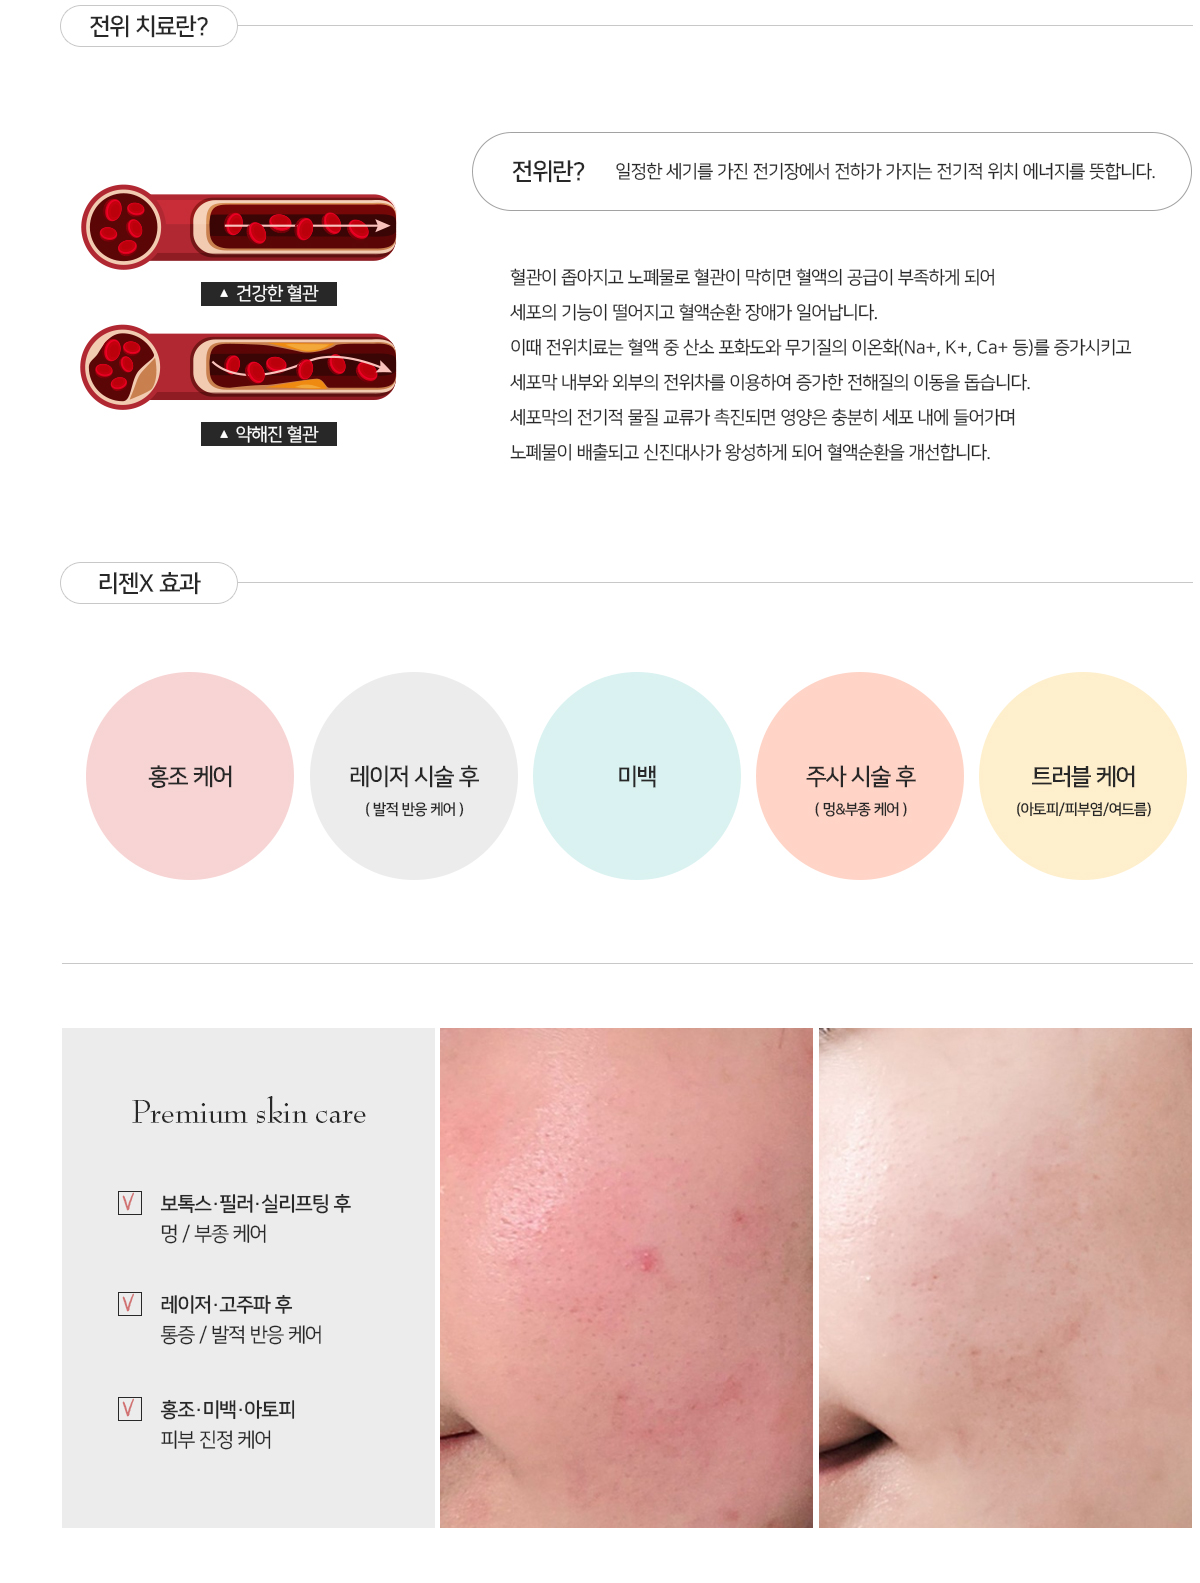 전위 치료란?
전위란? 일정한 세기를 가진 전기장에서 전하가 가지는 전기적 위치 에너지를 뜻합니다.
▲ 건강한 혈관
▲ 약해진 혈관
혈관이 좁아지고 노폐물로 혈관이 막히면 혈액의 공급이 부족하게 되어
세포의 기능이 떨어지고 혈액순환 장애가 일어납니다.
이때 전위치료는 혈액 중 산소 포화도와 무기질의 이온화(Na+, K+, Ca+ 등)를 증가시키고
세포막 내부와 외부의 전위차를 이용하여 증가한 전해질의 이동을 돕습니다.
세포막의 전기적 물질 교류가 촉진되면 영양은 충분히 세포 내에 들어가며
노폐물이 배출되고 신진대사가 왕성하게 되어 혈액순환을 개선합니다.
리젠X 효과
홍조 케어
레이저 시술 후
( 발적 반응 케어 )
미백
주사 시술 후
( 멍&부종 케어 )
트러블 케어
(아토피/피부염/여드름)
Premium skin care
보톡스·필러·실리프팅 후
멍 / 부종 케어
레이저·고주파 후
통증 / 발적 반응 케어
홍조·미백·아토피
피부 진정 케어